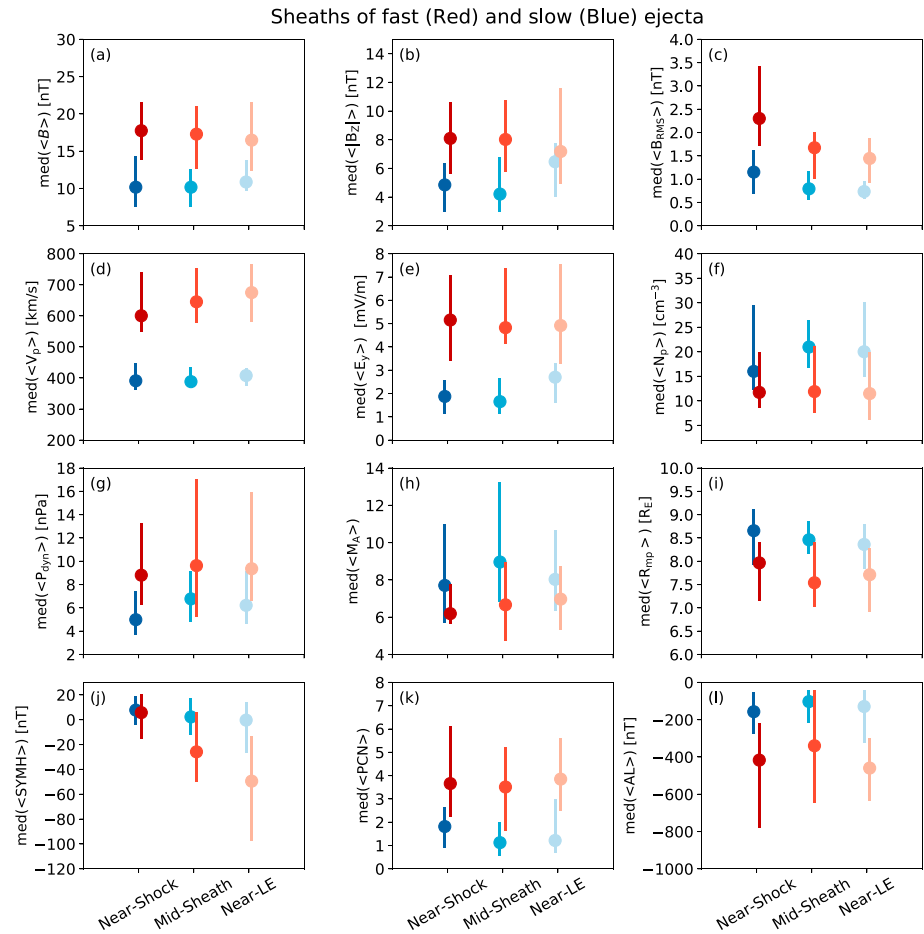 Sheaths of fast (Red) and slow (Blue) ejecta
(a)
med(<B>) [nT]
30
25
20
15
10
5
(b)
med(<|B_Z|>) [nT]
14
12
10
8
6
4
2
(c)
med(<B_RMS>) [nT]
4.0
3.5
3.0
2.5
2.0
1.5
1.0
0.5
0.0
(d)
med(<V_p>) [km/s]
800
700
600
500
400
300
200
(e)
med(<E_y>) [mV/m]
8
7
6
5
4
3
2
1
0
(f)
med(<N_p>) [cm⁻³]
40
35
30
25
20
15
10
5
(g)
med(<P_dyn>) [nPa]
18
16
14
12
10
8
6
4
2
(h)
med(<M_A>)
14
12
10
8
6
4
(i)
med(<R_mp >) [R_E]
10.0
9.5
9.0
8.5
8.0
7.5
7.0
6.5
6.0
(j)
med(<SYMH>) [nT]
20
0
−20
−40
−60
−80
−100
−120
(k)
med(<PCN>)
8
7
6
5
4
3
2
1
0
(l)
med(<AL>) [nT]
0
−200
−400
−600
−800
−1000
Near-Shock
Mid-Sheath
Near-LE
Near-Shock
Mid-Sheath
Near-LE
Near-Shock
Mid-Sheath
Near-LE